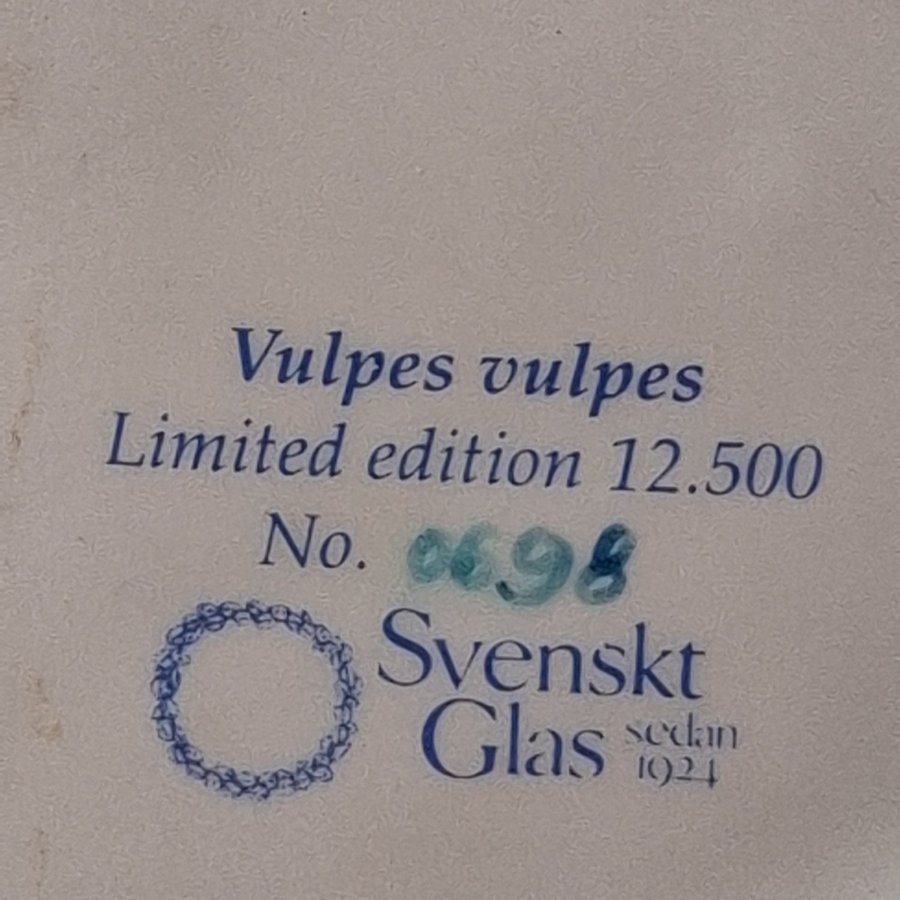 Vulpes vulpes
Limited edition 12.500
No. 0698
Svenskt
Glas sedan
1924